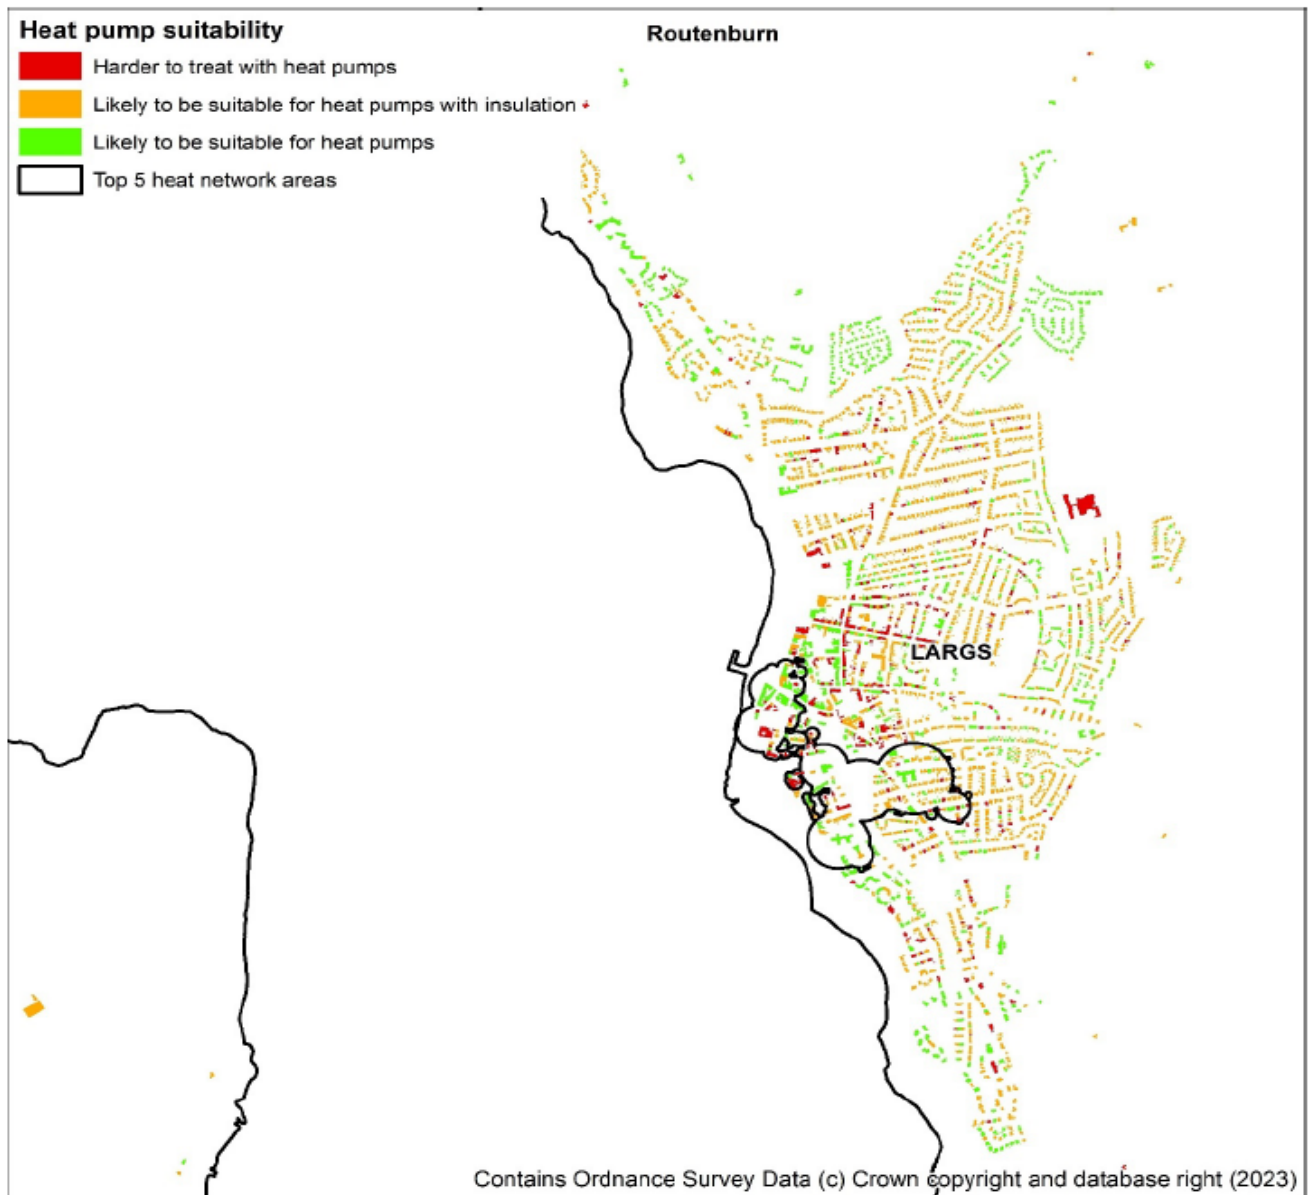 Heat pump suitability
Routenburn
Harder to treat with heat pumps
Likely to be suitable for heat pumps with insulation
Likely to be suitable for heat pumps
Top 5 heat network areas
LARGS
Contains Ordnance Survey Data (c) Crown copyright and database right (2023)